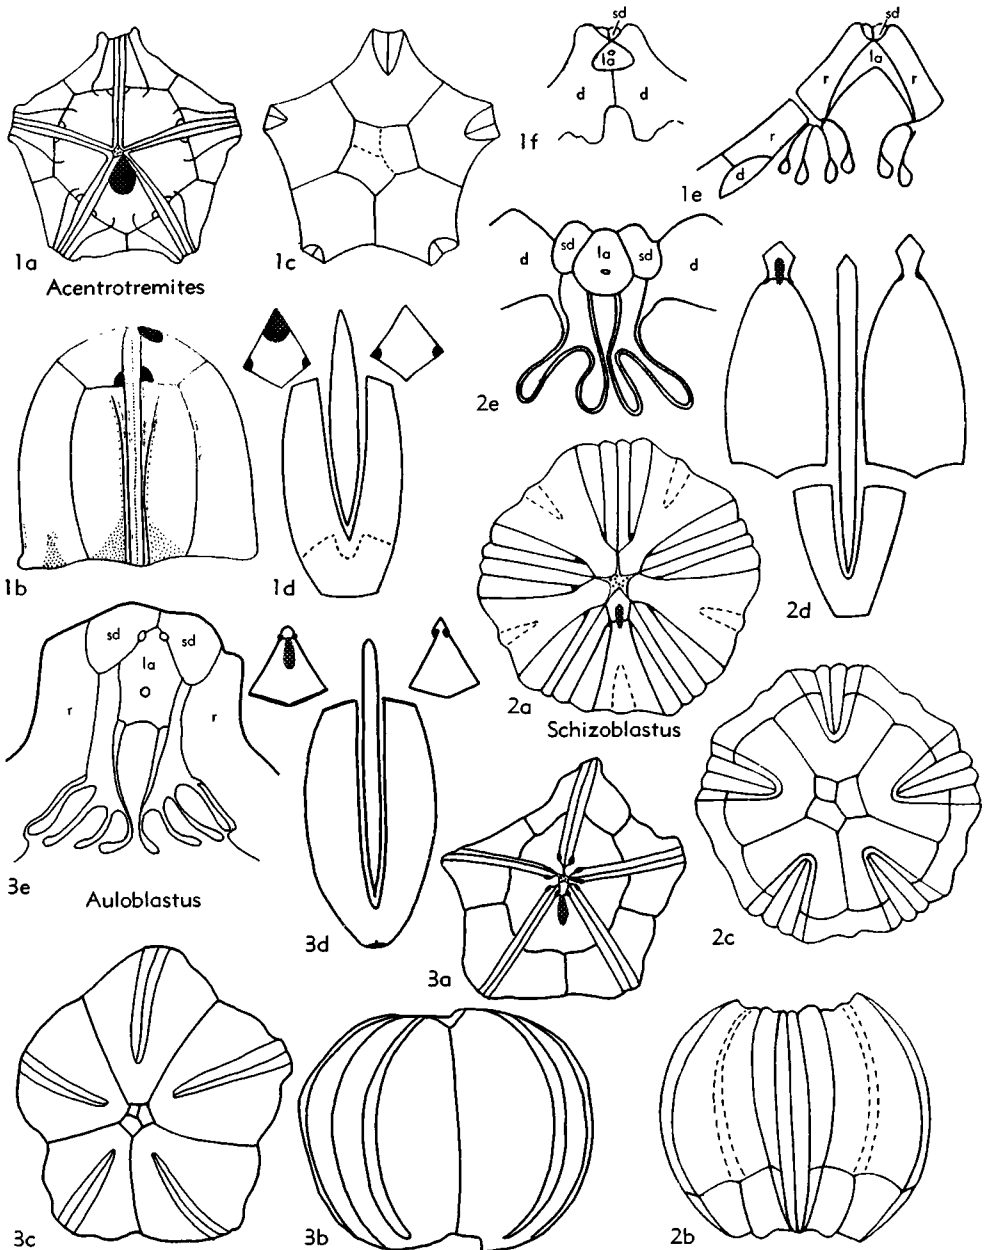 sd
la
d d
1f
sd
la
r r
r
d
1e
1a
1c
Acentrotremites
sd la sd
d d
2e
1b
1d
2d
sd sd
la
r r
3e
Auloblastus
3d
2a
Schizoblastus
3a
2c
3c
3b
2b